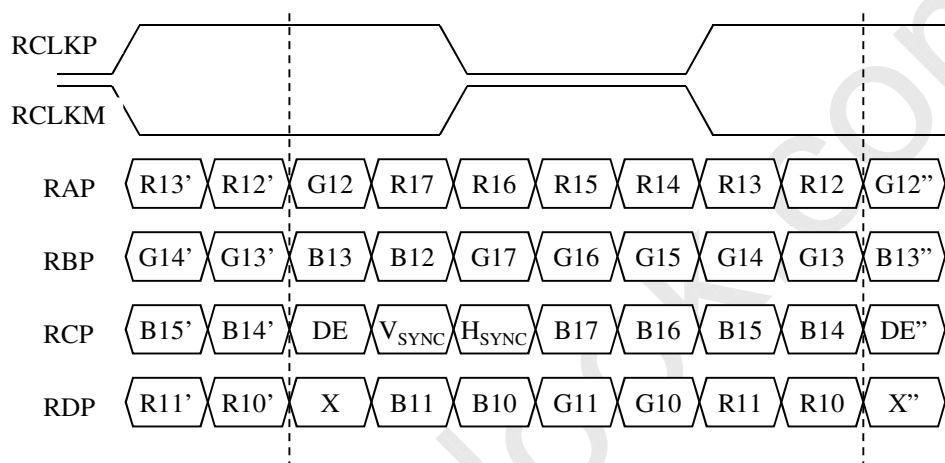 RCLKP
RCLKM
RAP R13’ R12’ G12 R17 R16 R15 R14 R13 R12 G12”
RBP G14’ G13’ B13 B12 G17 G16 G15 G14 G13 B13”
RCP B15’ B14’ DE VSYNC HSYNC B17 B16 B15 B14 DE”
RDP R11’ R10’ X B11 B10 G11 G10 R11 R10 X”